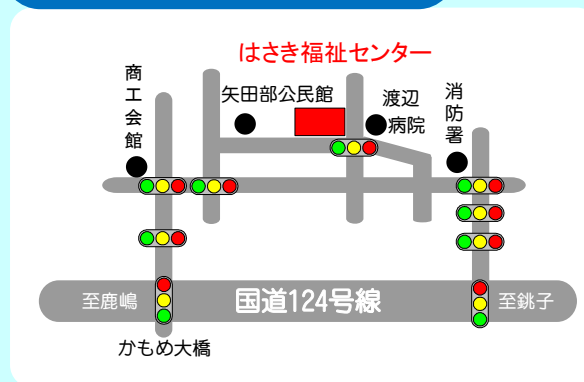 はさき福祉センター
商工会館
矢田部公民館
渡辺
病院
消防署
至鹿嶋
国道124号線
至銚子
かもめ大橋